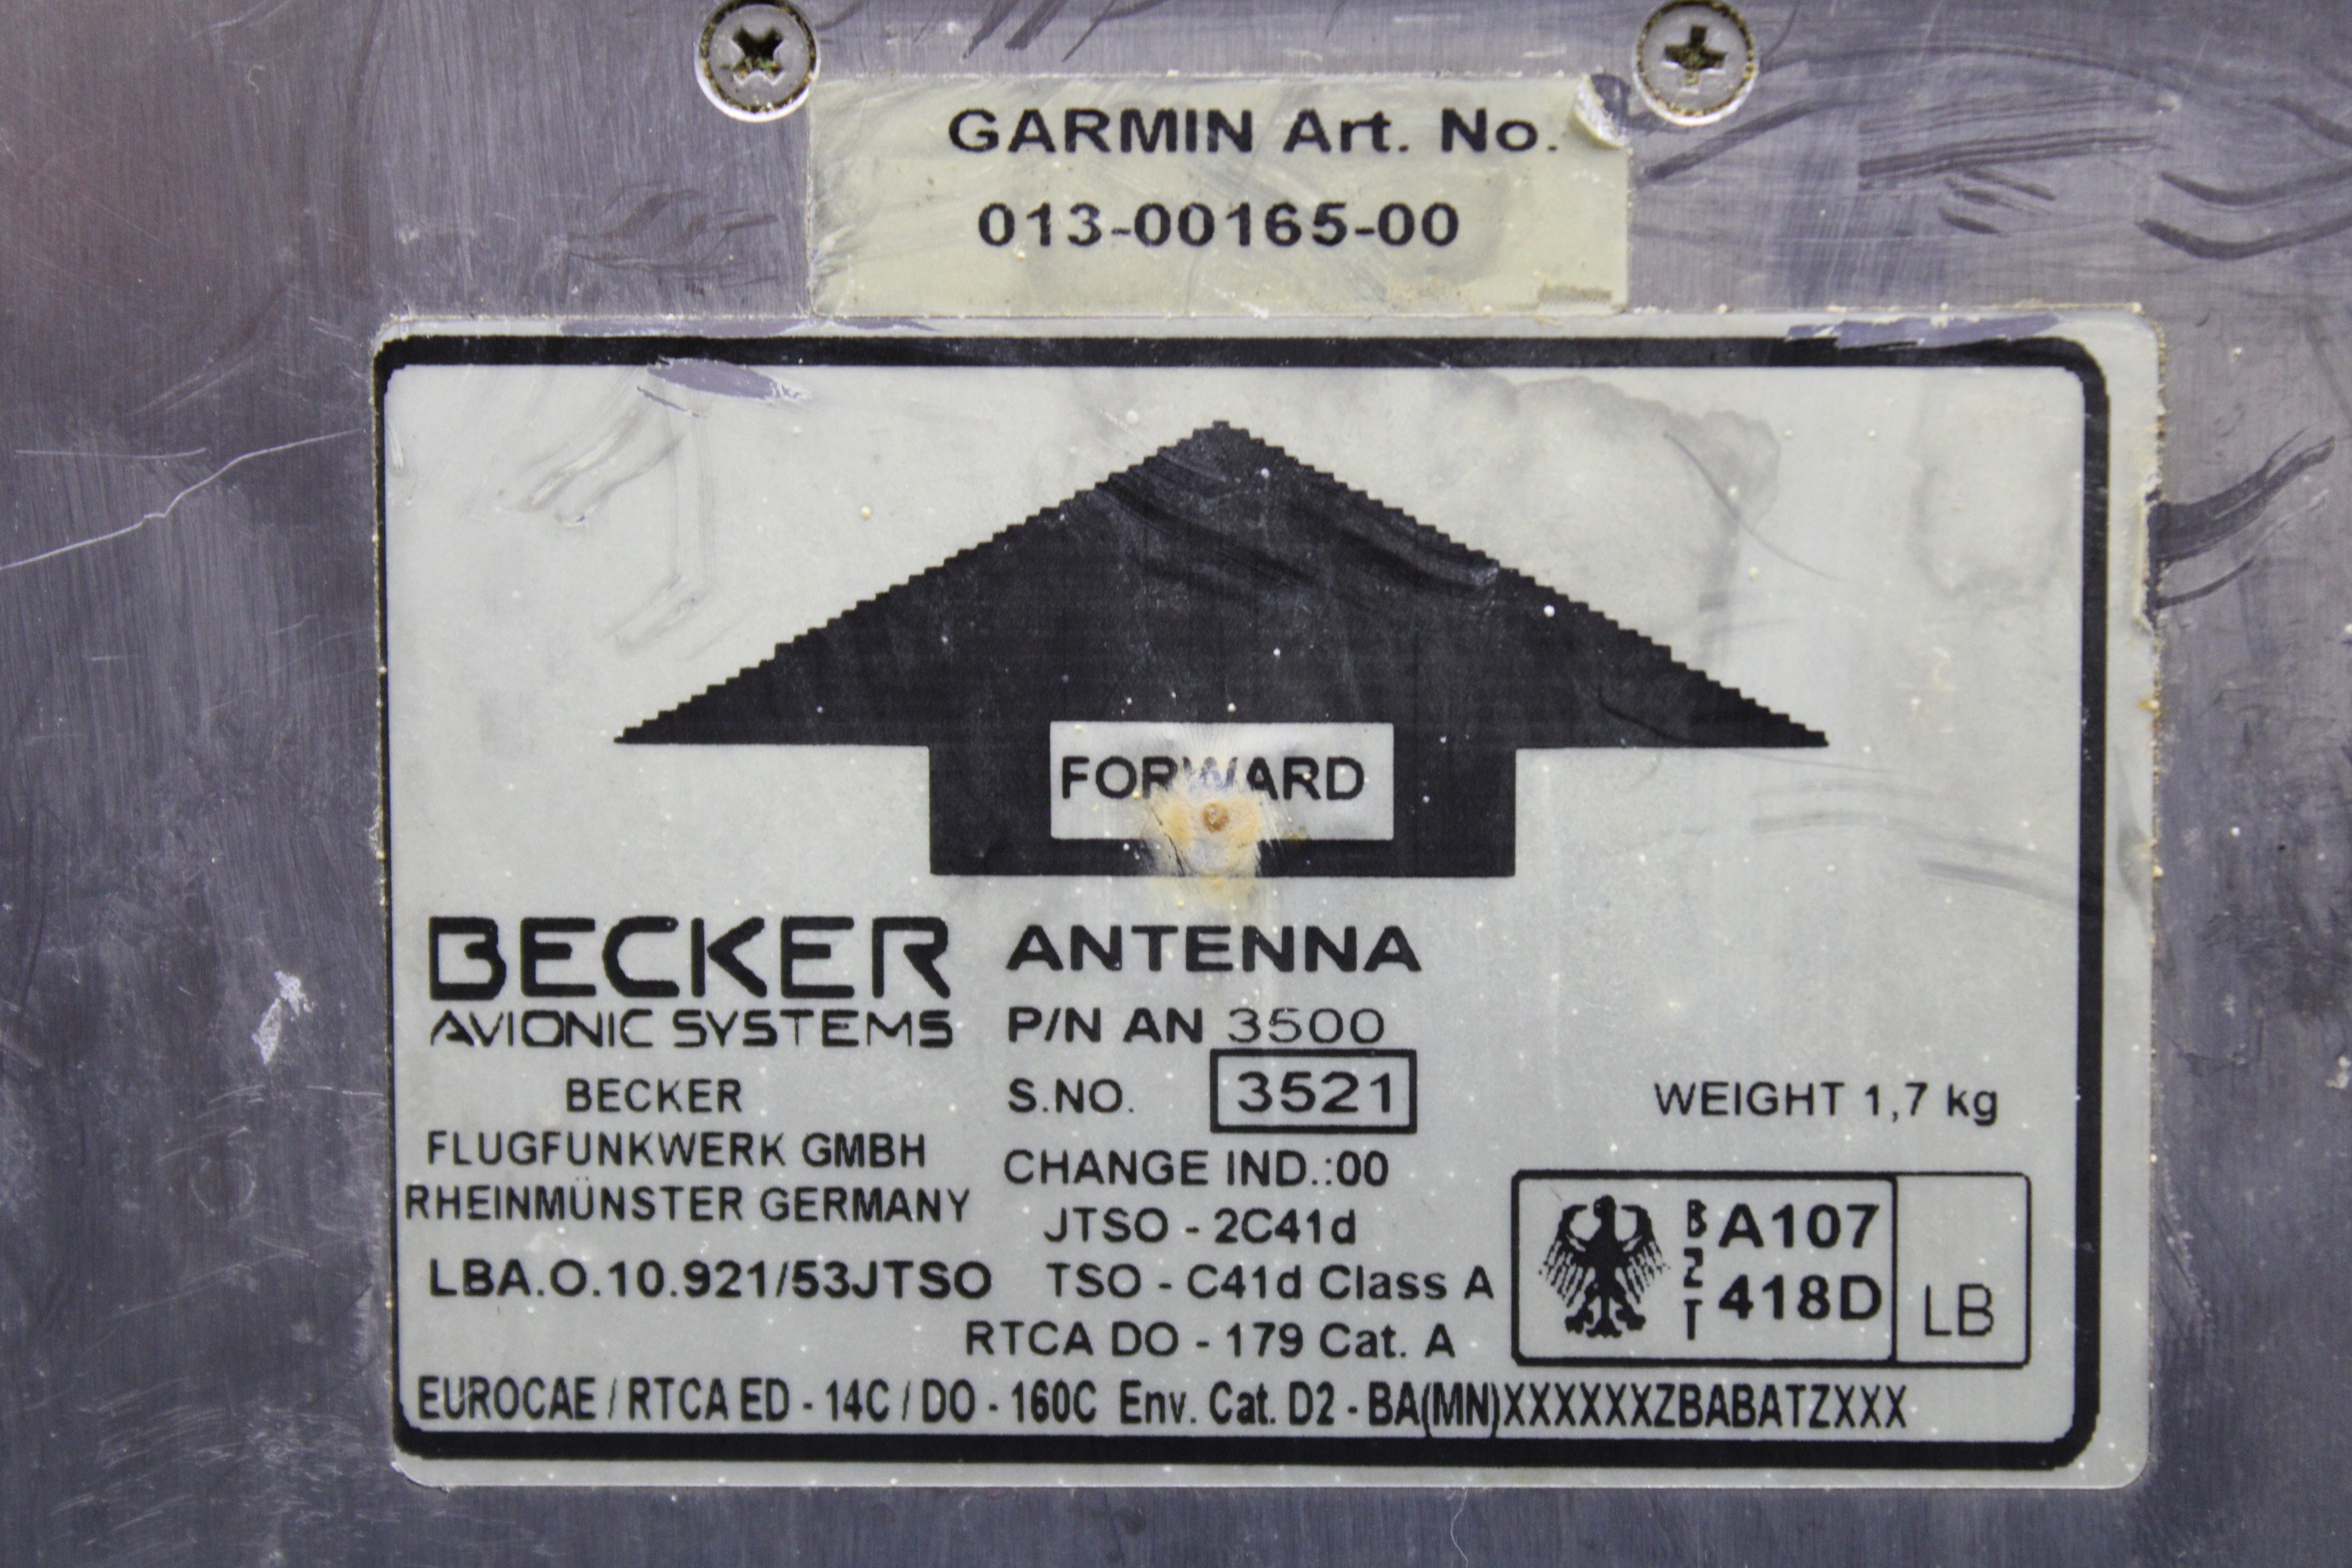 GARMIN Art. No.
013-00165-00
FORWARD
BECKER
AVIONIC SYSTEMS
BECKER
FLUGFUNKWERK GMBH
RHEINMÜNSTER GERMANY
LBA.O.10.921/53JTSO
ANTENNA
P/N AN 3500
S.NO. 3521
CHANGE IND.:00
JTSO - 2C41d
TSO - C41d Class A
RTCA DO - 179 Cat. A
WEIGHT 1,7 kg
BZT
A107
418D
LB
EUROCAE / RTCA ED - 14C / DO - 160C Env. Cat. D2 - BA(MN)XXXXXXZBABATZXXX